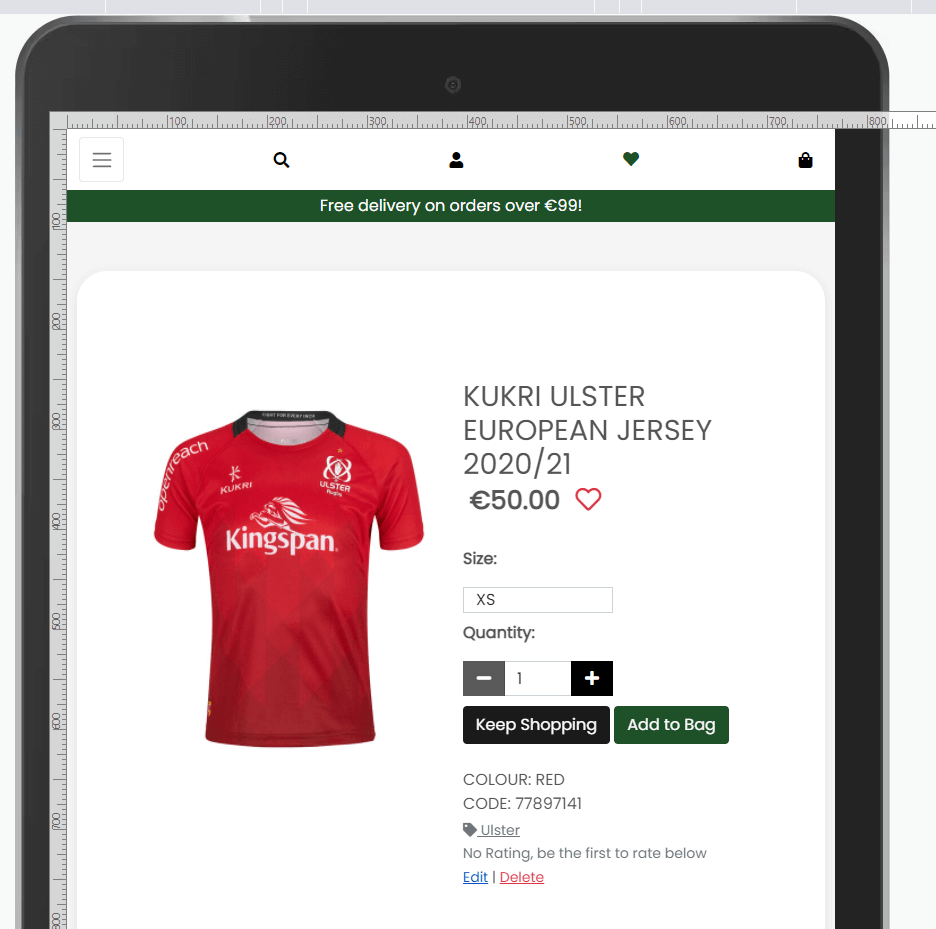 100 200 300 400 500 600 700 800
Free delivery on orders over €99!
100
200
300
400
500
600
700
800
KUKRI ULSTER
EUROPEAN JERSEY
2020/21
€50.00
FIGHT FOR EVERY INCH
openreach
KUKRI
ULSTER
Rugby
Kingspan
Size:
XS
Quantity:
1
Keep Shopping Add to Bag
COLOUR: RED
CODE: 77897141
Ulster
No Rating, be the first to rate below
Edit | Delete